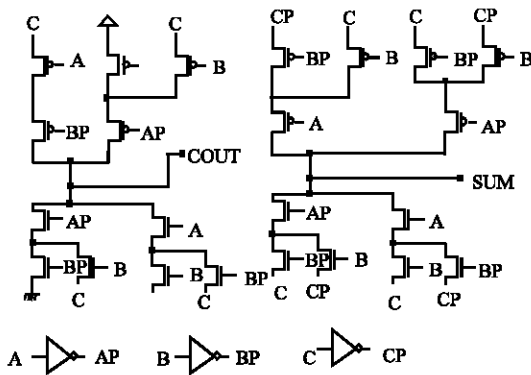 C C CP C CP
A B BP B BP B
BP AP A AP
COUT SUM
AP A AP A
BP B B BP BP B B BP
C C C CP C CP
A AP B BP C CP